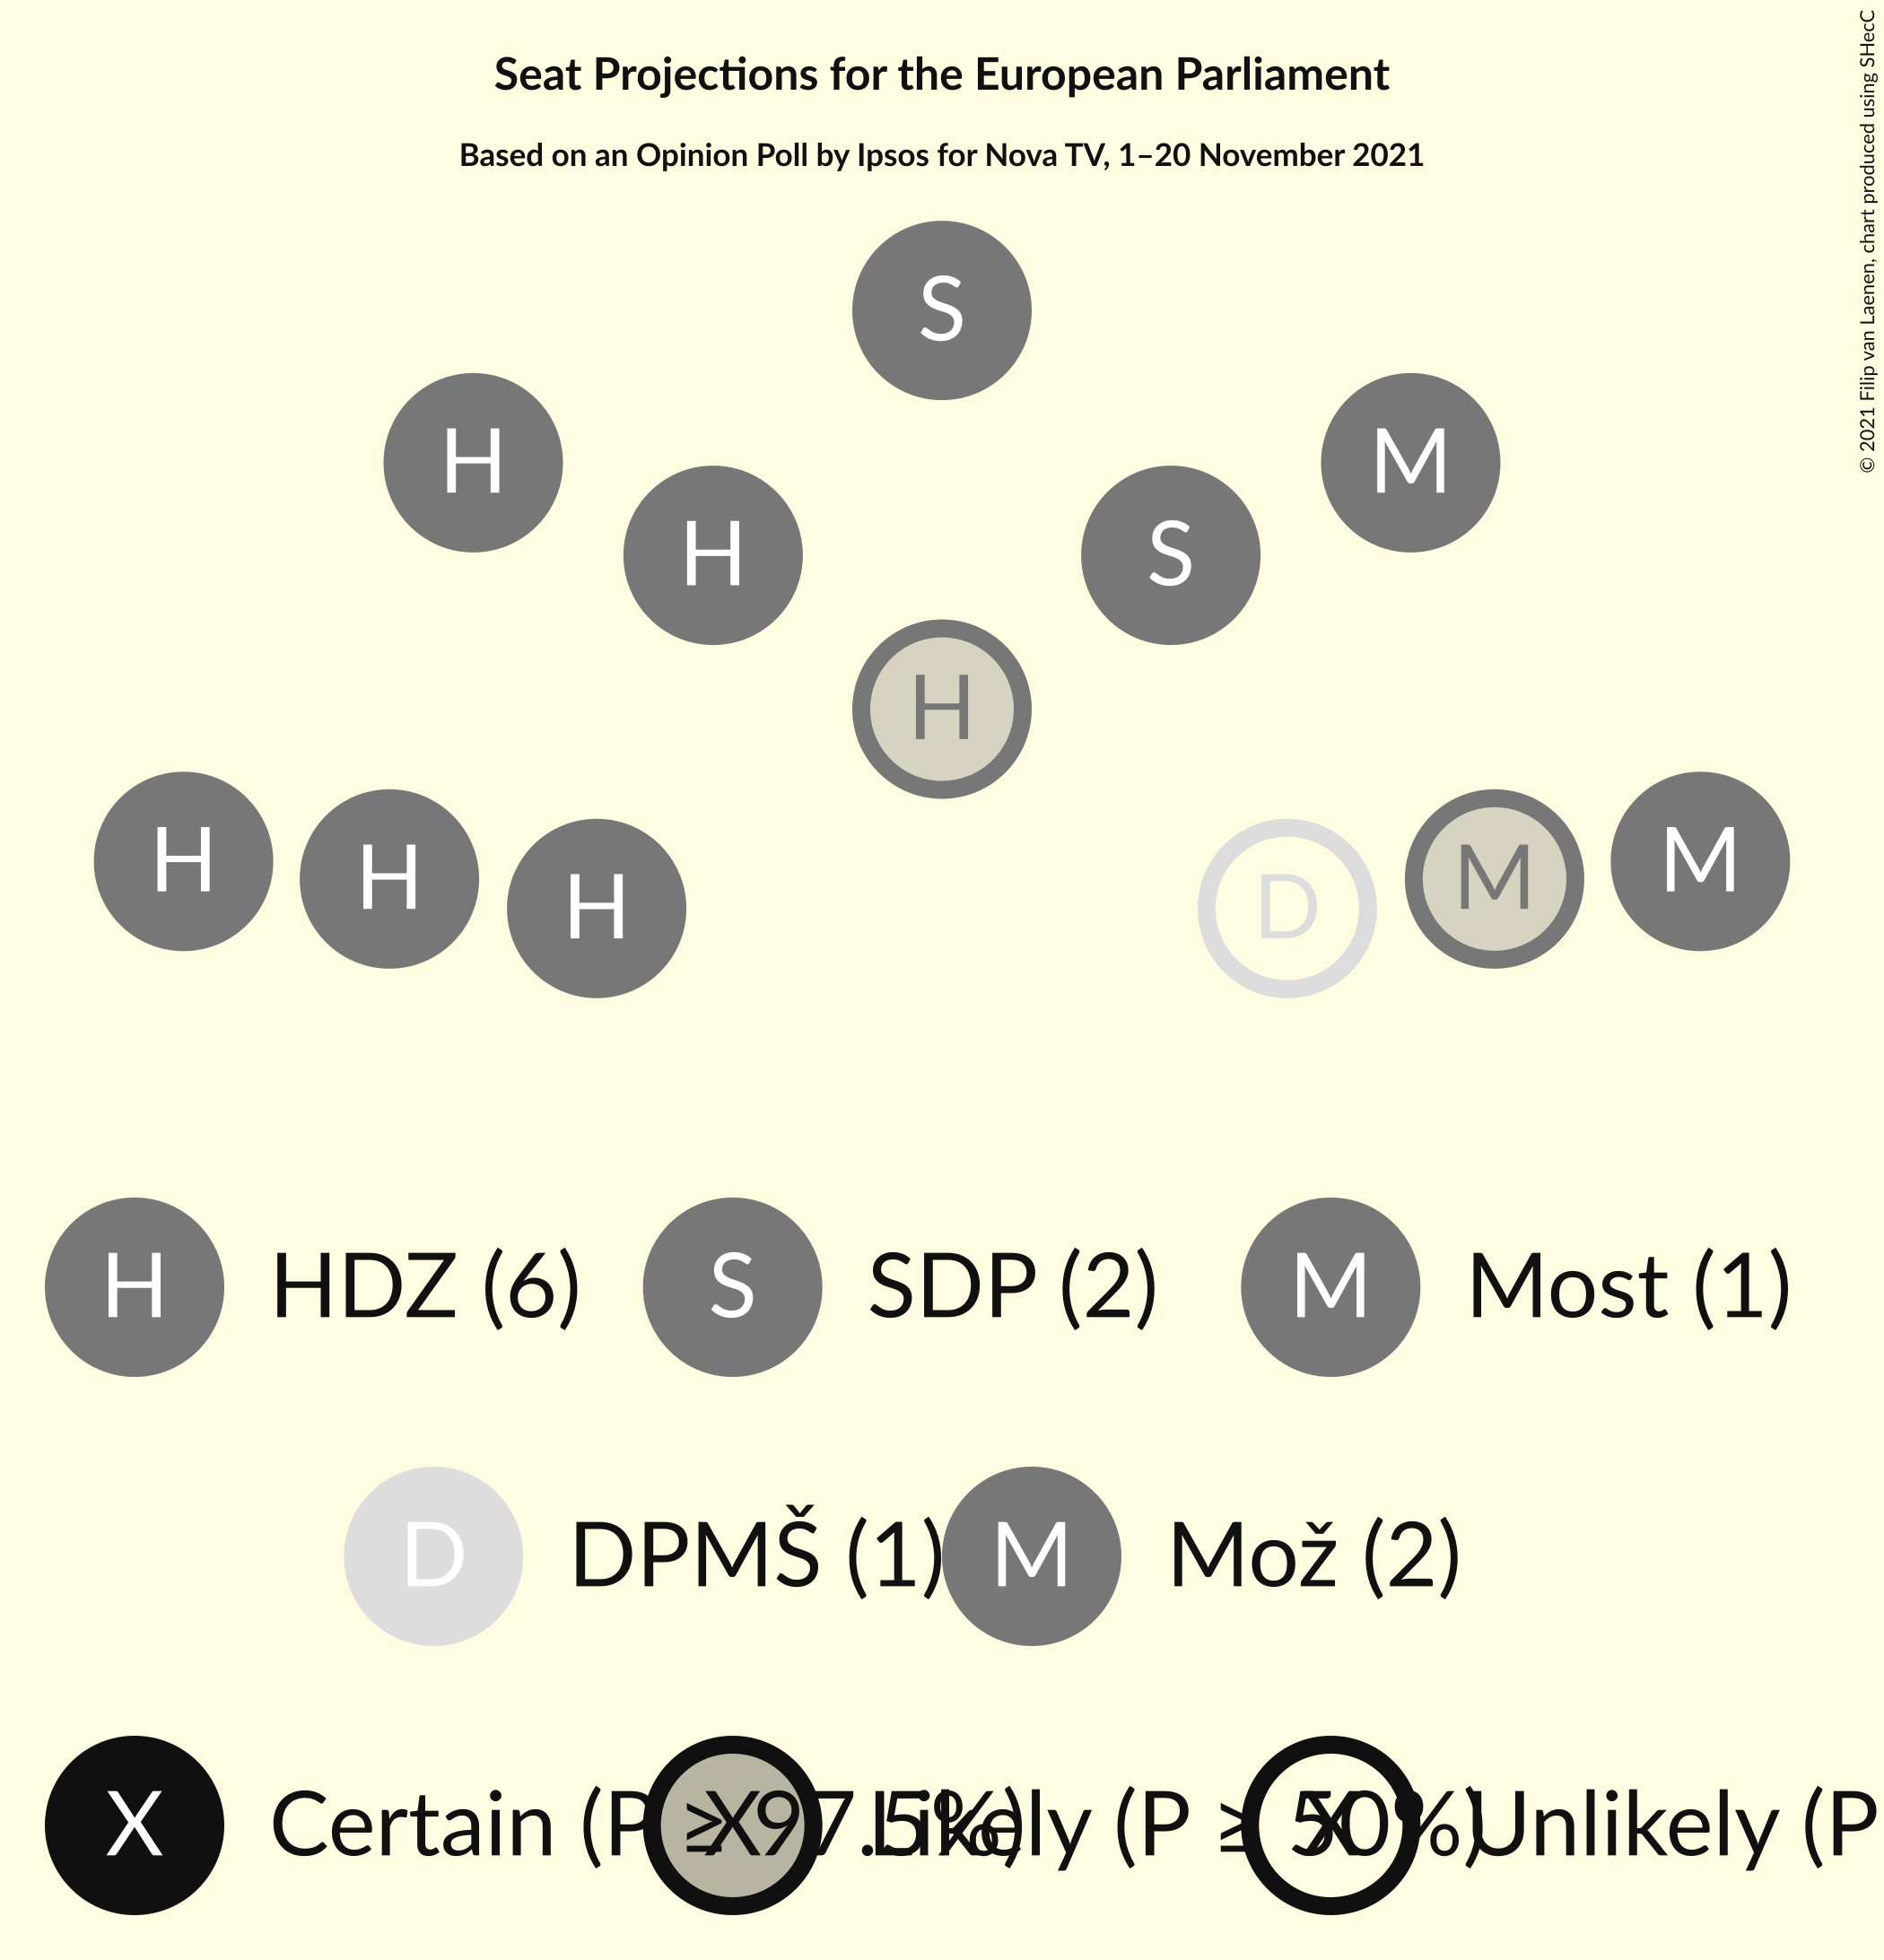 Seat Projections for the European Parliament
Based on an Opinion Poll by Ipsos for Nova TV, 1–20 November 2021
© 2021 Filip van Laenen, chart produced using SHecC
S
H
M
H
S
H
H
H
H
D
M
M
H HDZ (6) S SDP (2) M Most (1)
D DPMŠ (1) M Mož (2)
X Certain (P ≥ 97.5%) X Likely (P ≥ 50%) X Unlikely (P